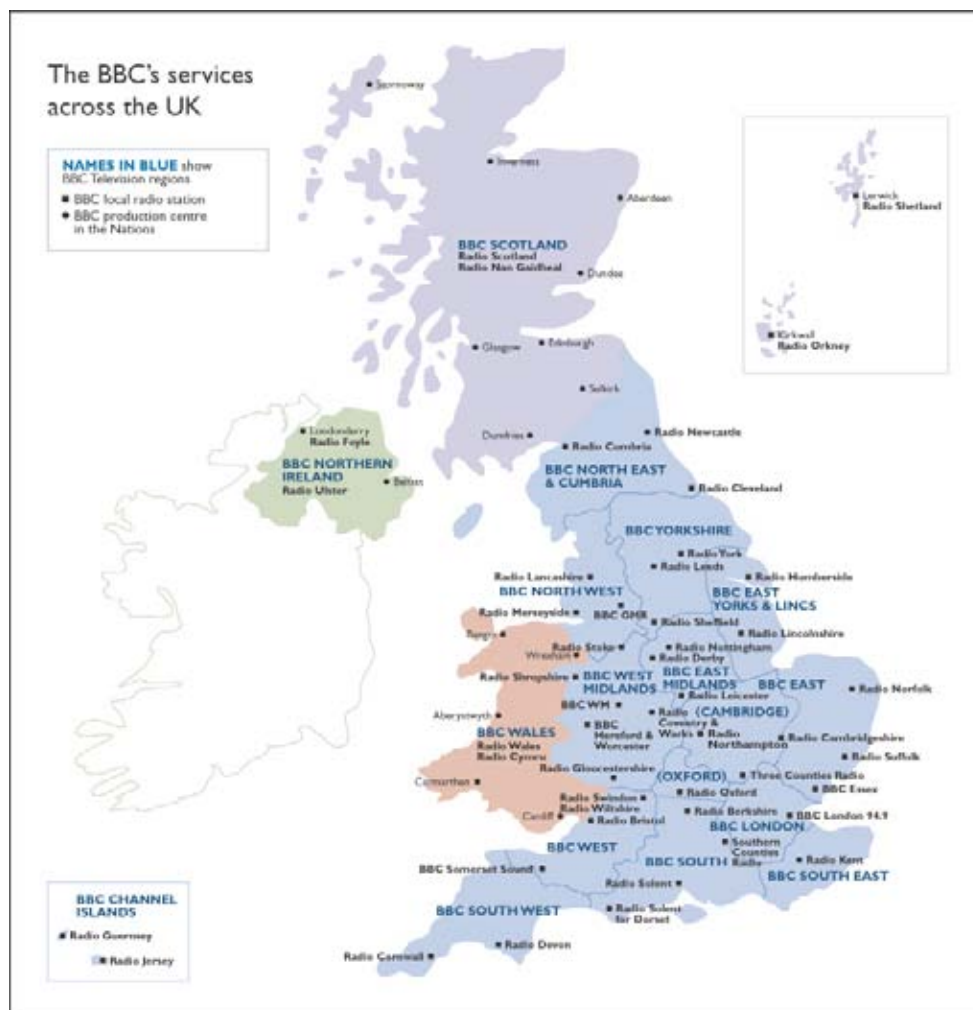 The BBC's services
across the UK
NAMES IN BLUE show
BBC Television regions
BBC local radio station
BBC production centre
in the Nations
Stornoway
Inverness
Aberdeen
Lerwick
Radio Shetland
BBC SCOTLAND
Radio Scotland
Radio Nan Gaidheal
Dundee
Kirkwall
Radio Orkney
Glasgow
Edinburgh
Selkirk
Dumfries
Londonderry
Radio Foyle
BBC NORTHERN
IRELAND
Radio Ulster
Belfast
Radio Newcastle
Radio Cumbria
BBC NORTH EAST
& CUMBRIA
Radio Cleveland
BBC YORKSHIRE
Radio York
Radio Leeds
Radio Lancashire
Radio Humberside
BBC NORTH WEST
BBC EAST
YORKS & LINCS
Radio Merseyside
BBC GMR
Radio Sheffield
Radio Lincolnshire
Bangor
Radio Stoke
Radio Nottingham
Wrexham
Radio Derby
Radio Shropshire
BBC WEST
MIDLANDS
BBC EAST
MIDLANDS
BBC EAST
Radio Leicester
Radio Norfolk
BBC WM
Aberystwyth
Radio
Coventry &
Warks
(CAMBRIDGE)
BBC
Hereford &
Worcester
Radio
Northampton
Radio Cambridgeshire
BBC WALES
Radio Wales
Radio Cymru
Radio Suffolk
Radio Gloucestershire
(OXFORD)
Three Counties Radio
Carmarthen
Radio Oxford
BBC Essex
Radio Swindon
Radio Wiltshire
Cardiff
Radio Bristol
Radio Berkshire
BBC London 94.9
BBC LONDON
BBC WEST
Southern
Counties
Radio
BBC SOUTH
Radio Kent
BBC SOUTH EAST
BBC Somerset Sound
Radio Solent
BBC SOUTH WEST
Radio Solent
for Dorset
Radio Devon
Radio Cornwall
BBC CHANNEL
ISLANDS
Radio Guernsey
Radio Jersey